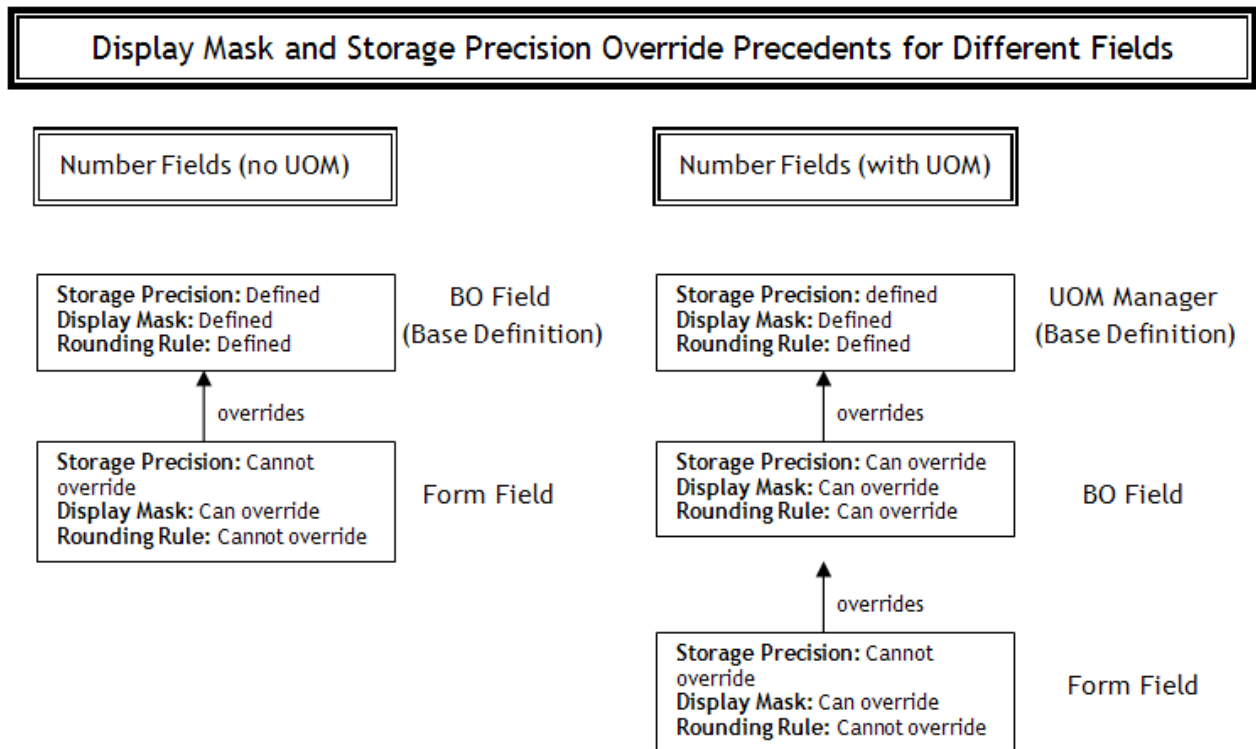 Display Mask and Storage Precision Override Precedents for Different Fields
Number Fields (no UOM)
Storage Precision: Defined
Display Mask: Defined
Rounding Rule: Defined
BO Field
(Base Definition)
overrides
Storage Precision: Cannot
override
Display Mask: Can override
Rounding Rule: Cannot override
Form Field
Number Fields (with UOM)
Storage Precision: defined
Display Mask: Defined
Rounding Rule: Defined
UOM Manager
(Base Definition)
overrides
Storage Precision: Can override
Display Mask: Can override
Rounding Rule: Can override
BO Field
overrides
Storage Precision: Cannot
override
Display Mask: Can override
Rounding Rule: Cannot override
Form Field